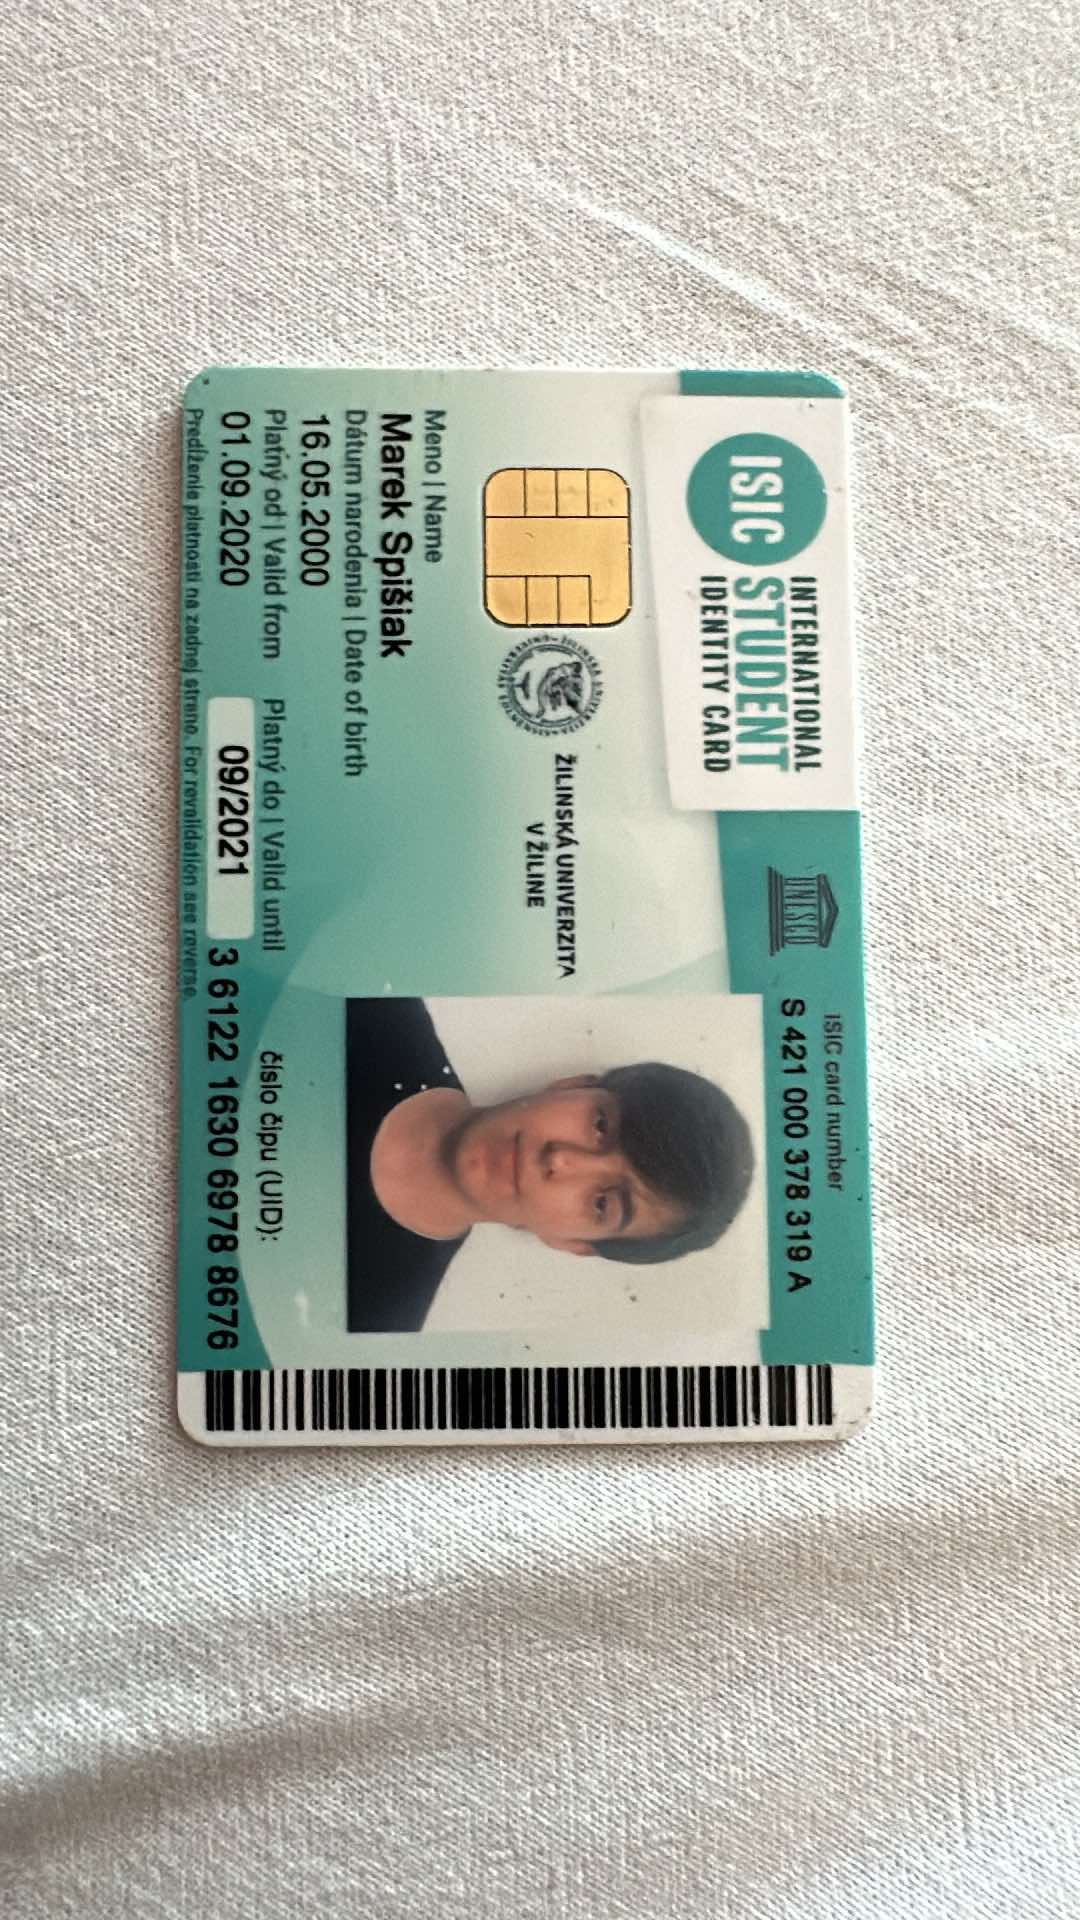 ISIC
INTERNATIONAL
STUDENT
IDENTITY CARD
UNESCO
ISIC card number
S 421 000 378 319 A
ŽILINSKÁ UNIVERZITA
V ŽILINE
Meno | Name
Marek Spišiak
Dátum narodenia | Date of birth
16.05.2000
Platný od | Valid from
Platný do | Valid until
číslo čipu (UID):
01.09.2020
09/2021
3 6122 1630 6978 8676
Predĺženie platnosti na zadnej strane. For revalidation see reverse.